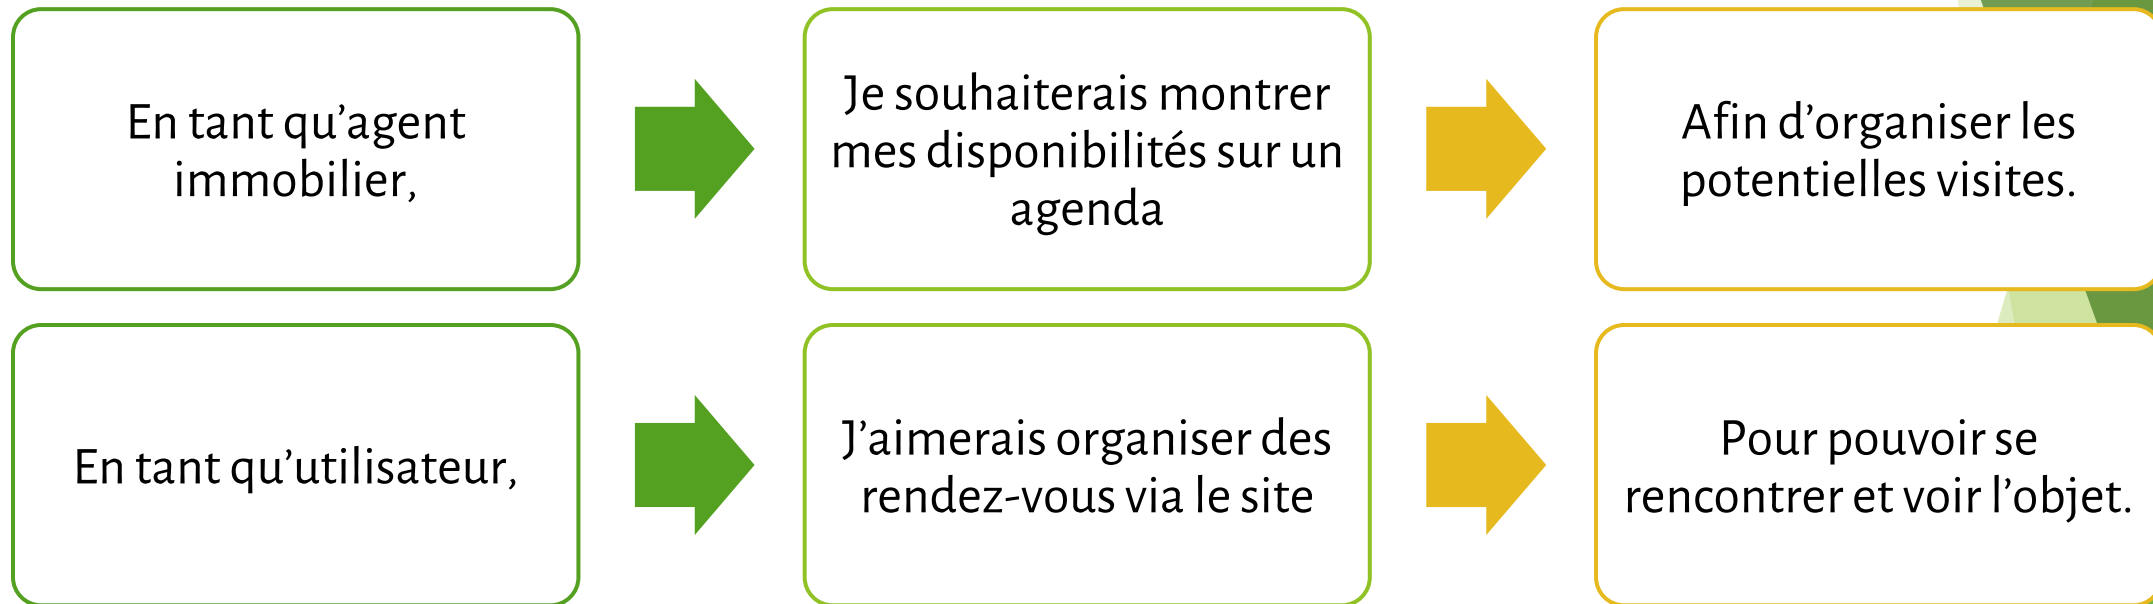 En tant qu’agent
immobilier,
Je souhaiterais montrer
mes disponibilités sur un
agenda
Afin d’organiser les
potentielles visites.
En tant qu’utilisateur,
J’aimerais organiser des
rendez-vous via le site
Pour pouvoir se
rencontrer et voir l’objet.